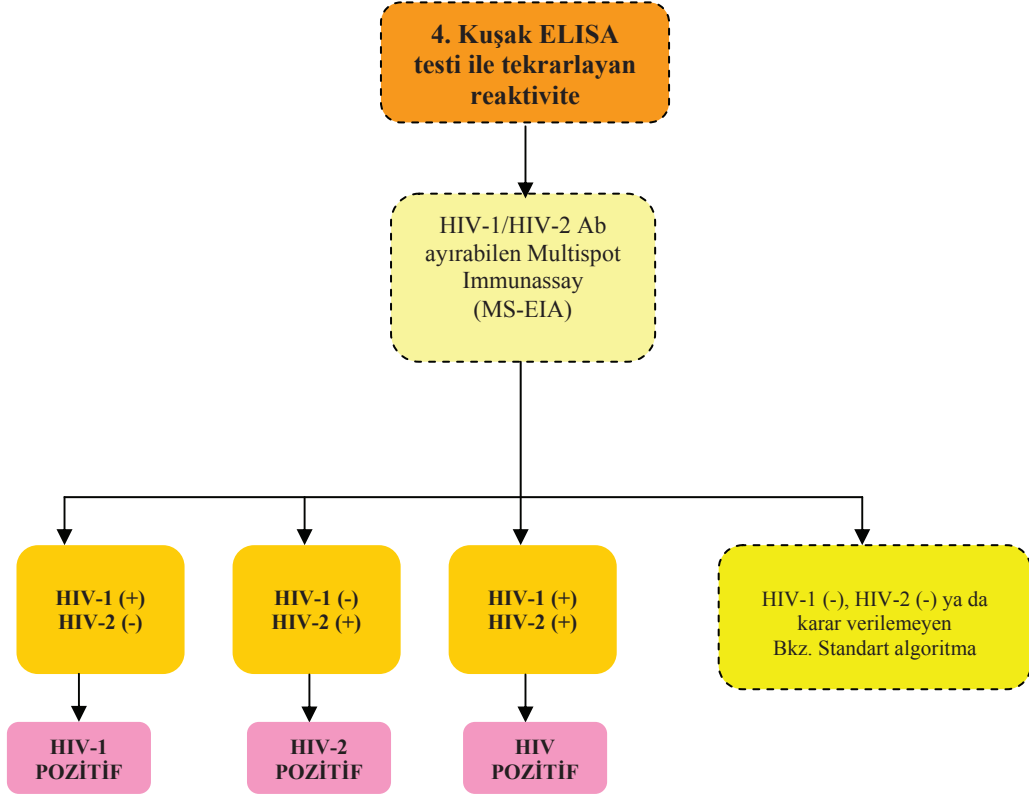 4. Kuşak ELISA
testi ile tekrarlayan
reaktivite
HIV-1/HIV-2 Ab
ayırabilen Multispot
Immunassay
(MS-EIA)
HIV-1 (+)
HIV-2 (-)
HIV-1 (-)
HIV-2 (+)
HIV-1 (+)
HIV-2 (+)
HIV-1 (-), HIV-2 (-) ya da
karar verilemeyen
Bkz. Standart algoritma
HIV-1
POZİTİF
HIV-2
POZİTİF
HIV
POZİTİF